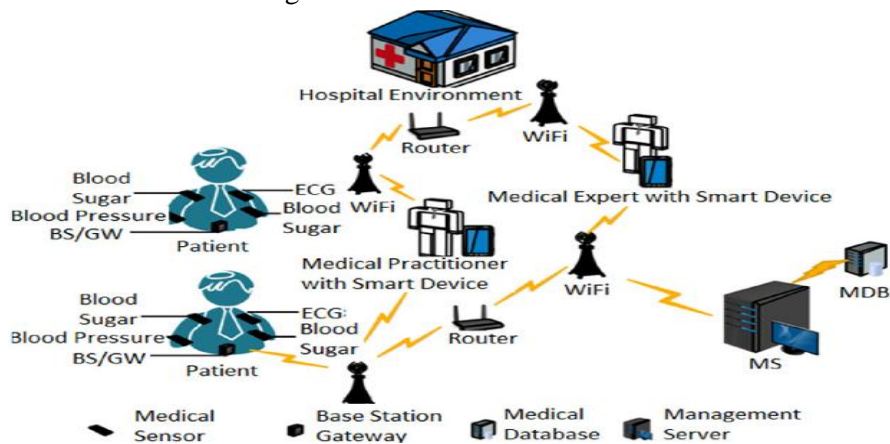 Hospital Environment
WiFi
Router
Medical Expert with Smart Device
Blood
Sugar
ECG
Blood Pressure
Blood
Sugar
BS/GW
Patient
WiFi
Medical Practitioner
with Smart Device
WiFi
MDB
Blood
Sugar
ECG:
Blood Pressure
Blood
Sugar
BS/GW
Patient
Router
MS
Medical
Sensor
Base Station
Gateway
Medical
Database
Management
Server